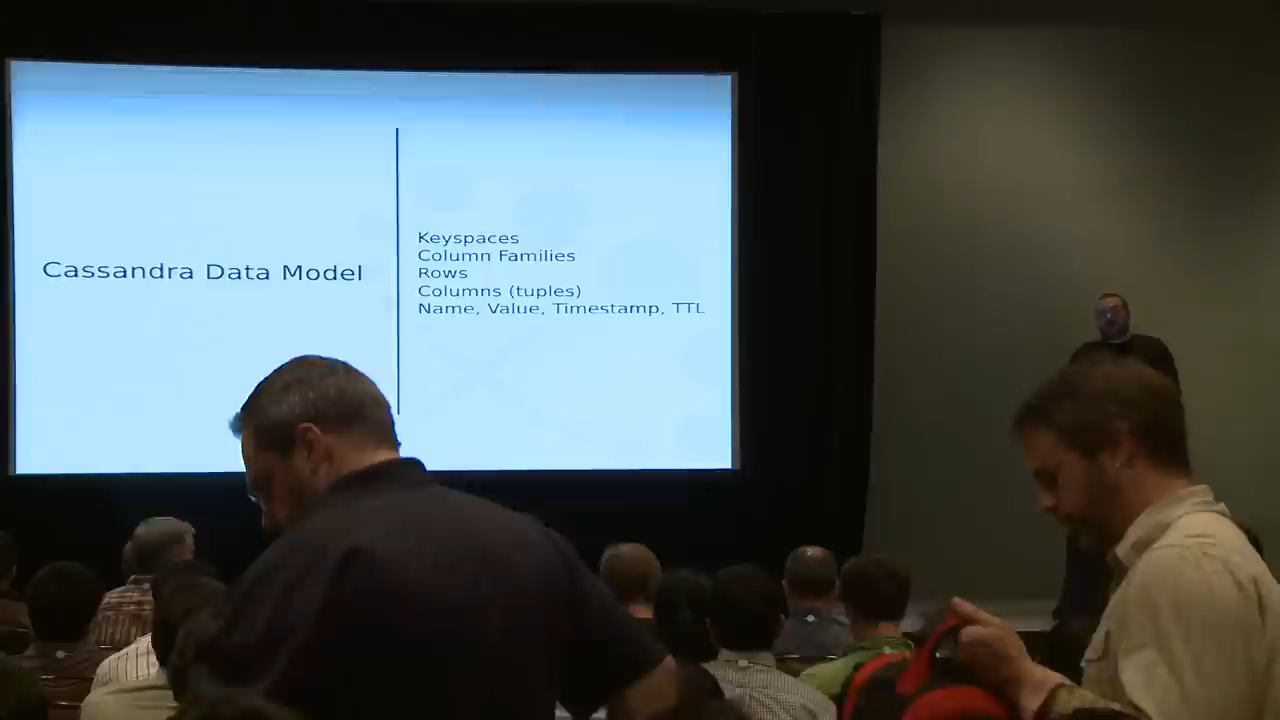 Cassandra Data Model
Keyspaces
Column Families
Rows
Columns (tuples)
Name, Value, Timestamp, TTL